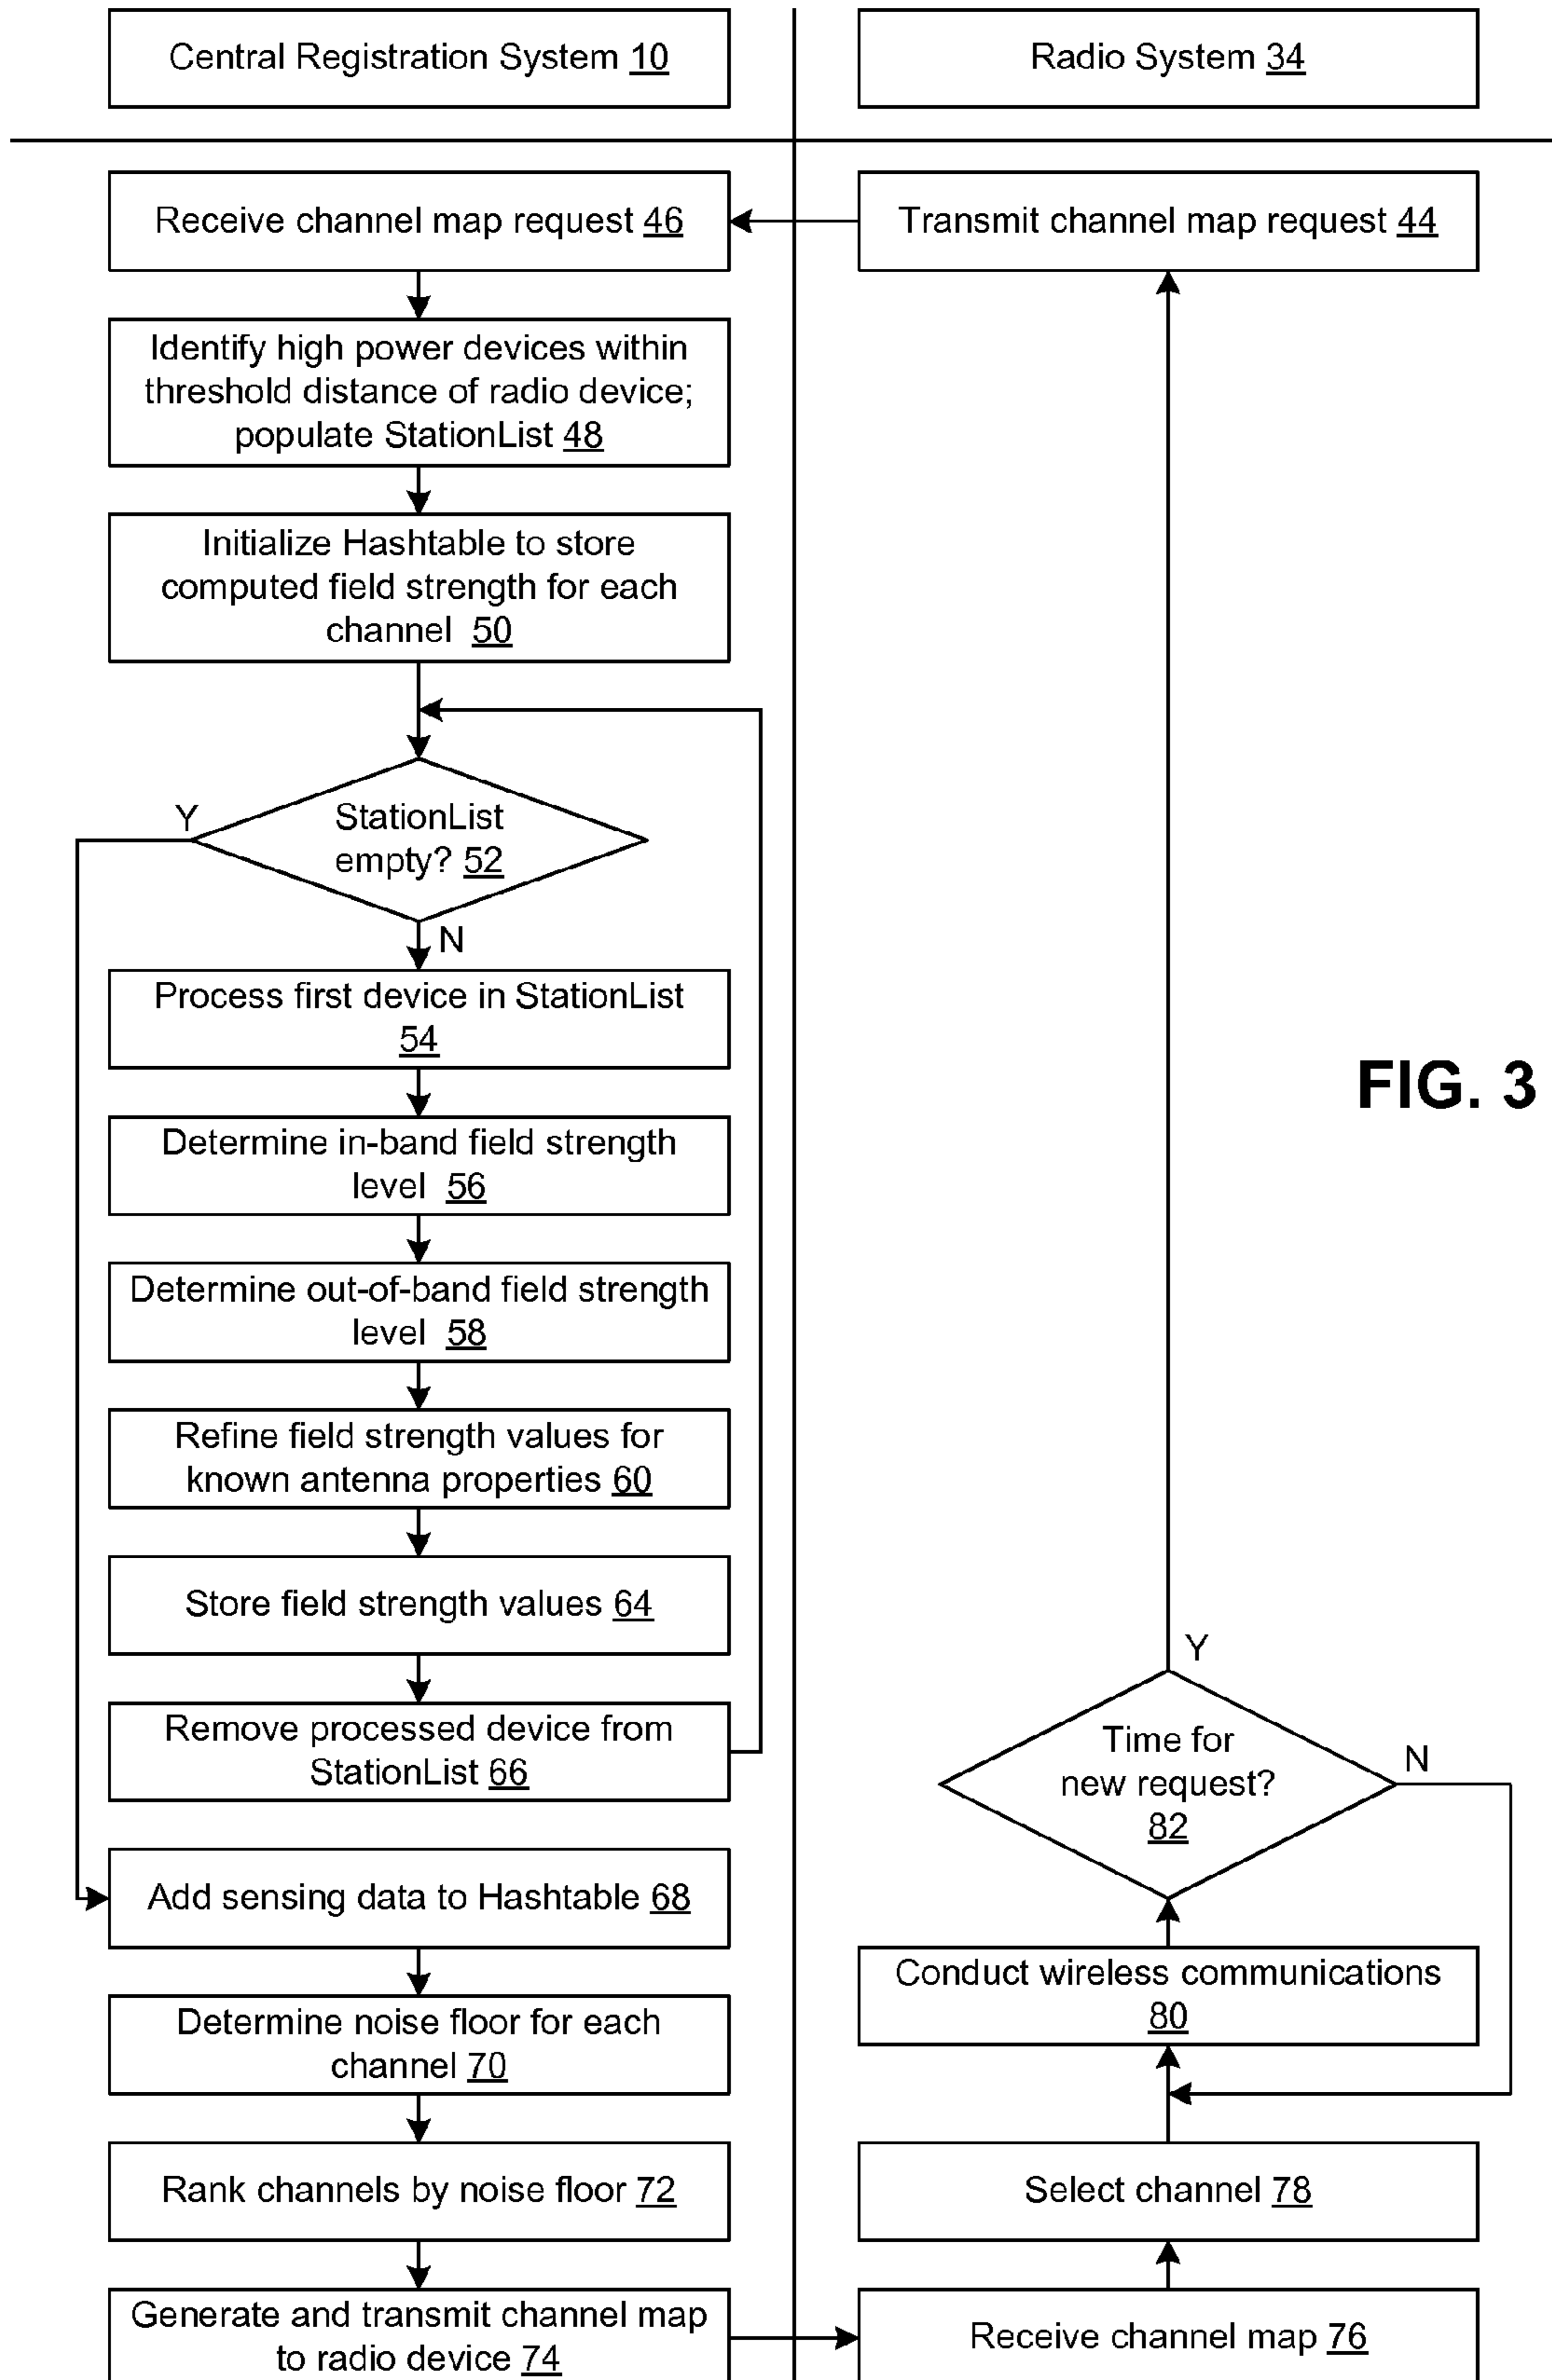 Central Registration System 10
Radio System 34
Receive channel map request 46
Transmit channel map request 44
Identify high power devices within
threshold distance of radio device;
populate StationList 48
Initialize Hashtable to store
computed field strength for each
channel 50
Y
StationList
empty? 52
N
Process first device in StationList
54
Determine in-band field strength
level 56
Determine out-of-band field strength
level 58
Refine field strength values for
known antenna properties 60
Store field strength values 64
Remove processed device from
StationList 66
Add sensing data to Hashtable 68
Determine noise floor for each
channel 70
Rank channels by noise floor 72
Generate and transmit channel map
to radio device 74
FIG. 3
Y
Time for
new request?
82
N
Conduct wireless communications
80
Select channel 78
Receive channel map 76